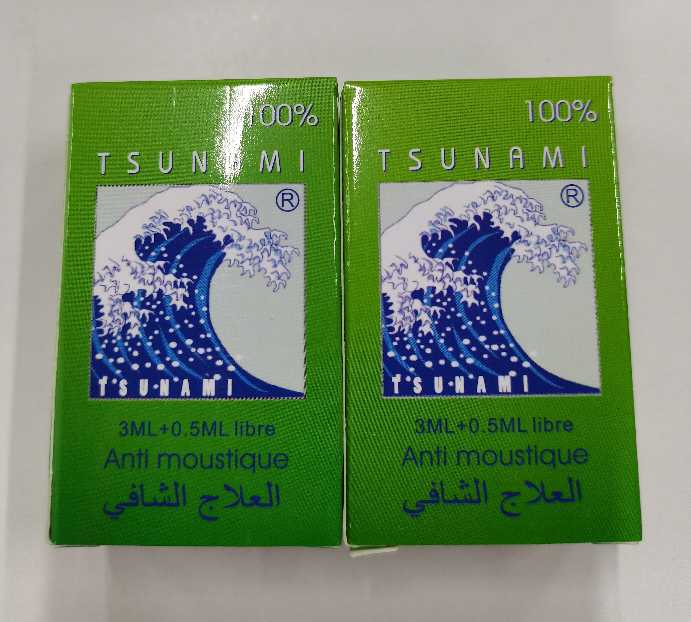 100%
TSUNAMI
®
TSUNAMI
3ML+0.5ML libre
Anti moustique
العلاج الشافي
100%
TSUNAMI
®
TSUNAMI
3ML+0.5ML libre
Anti moustique
العلاج الشافي